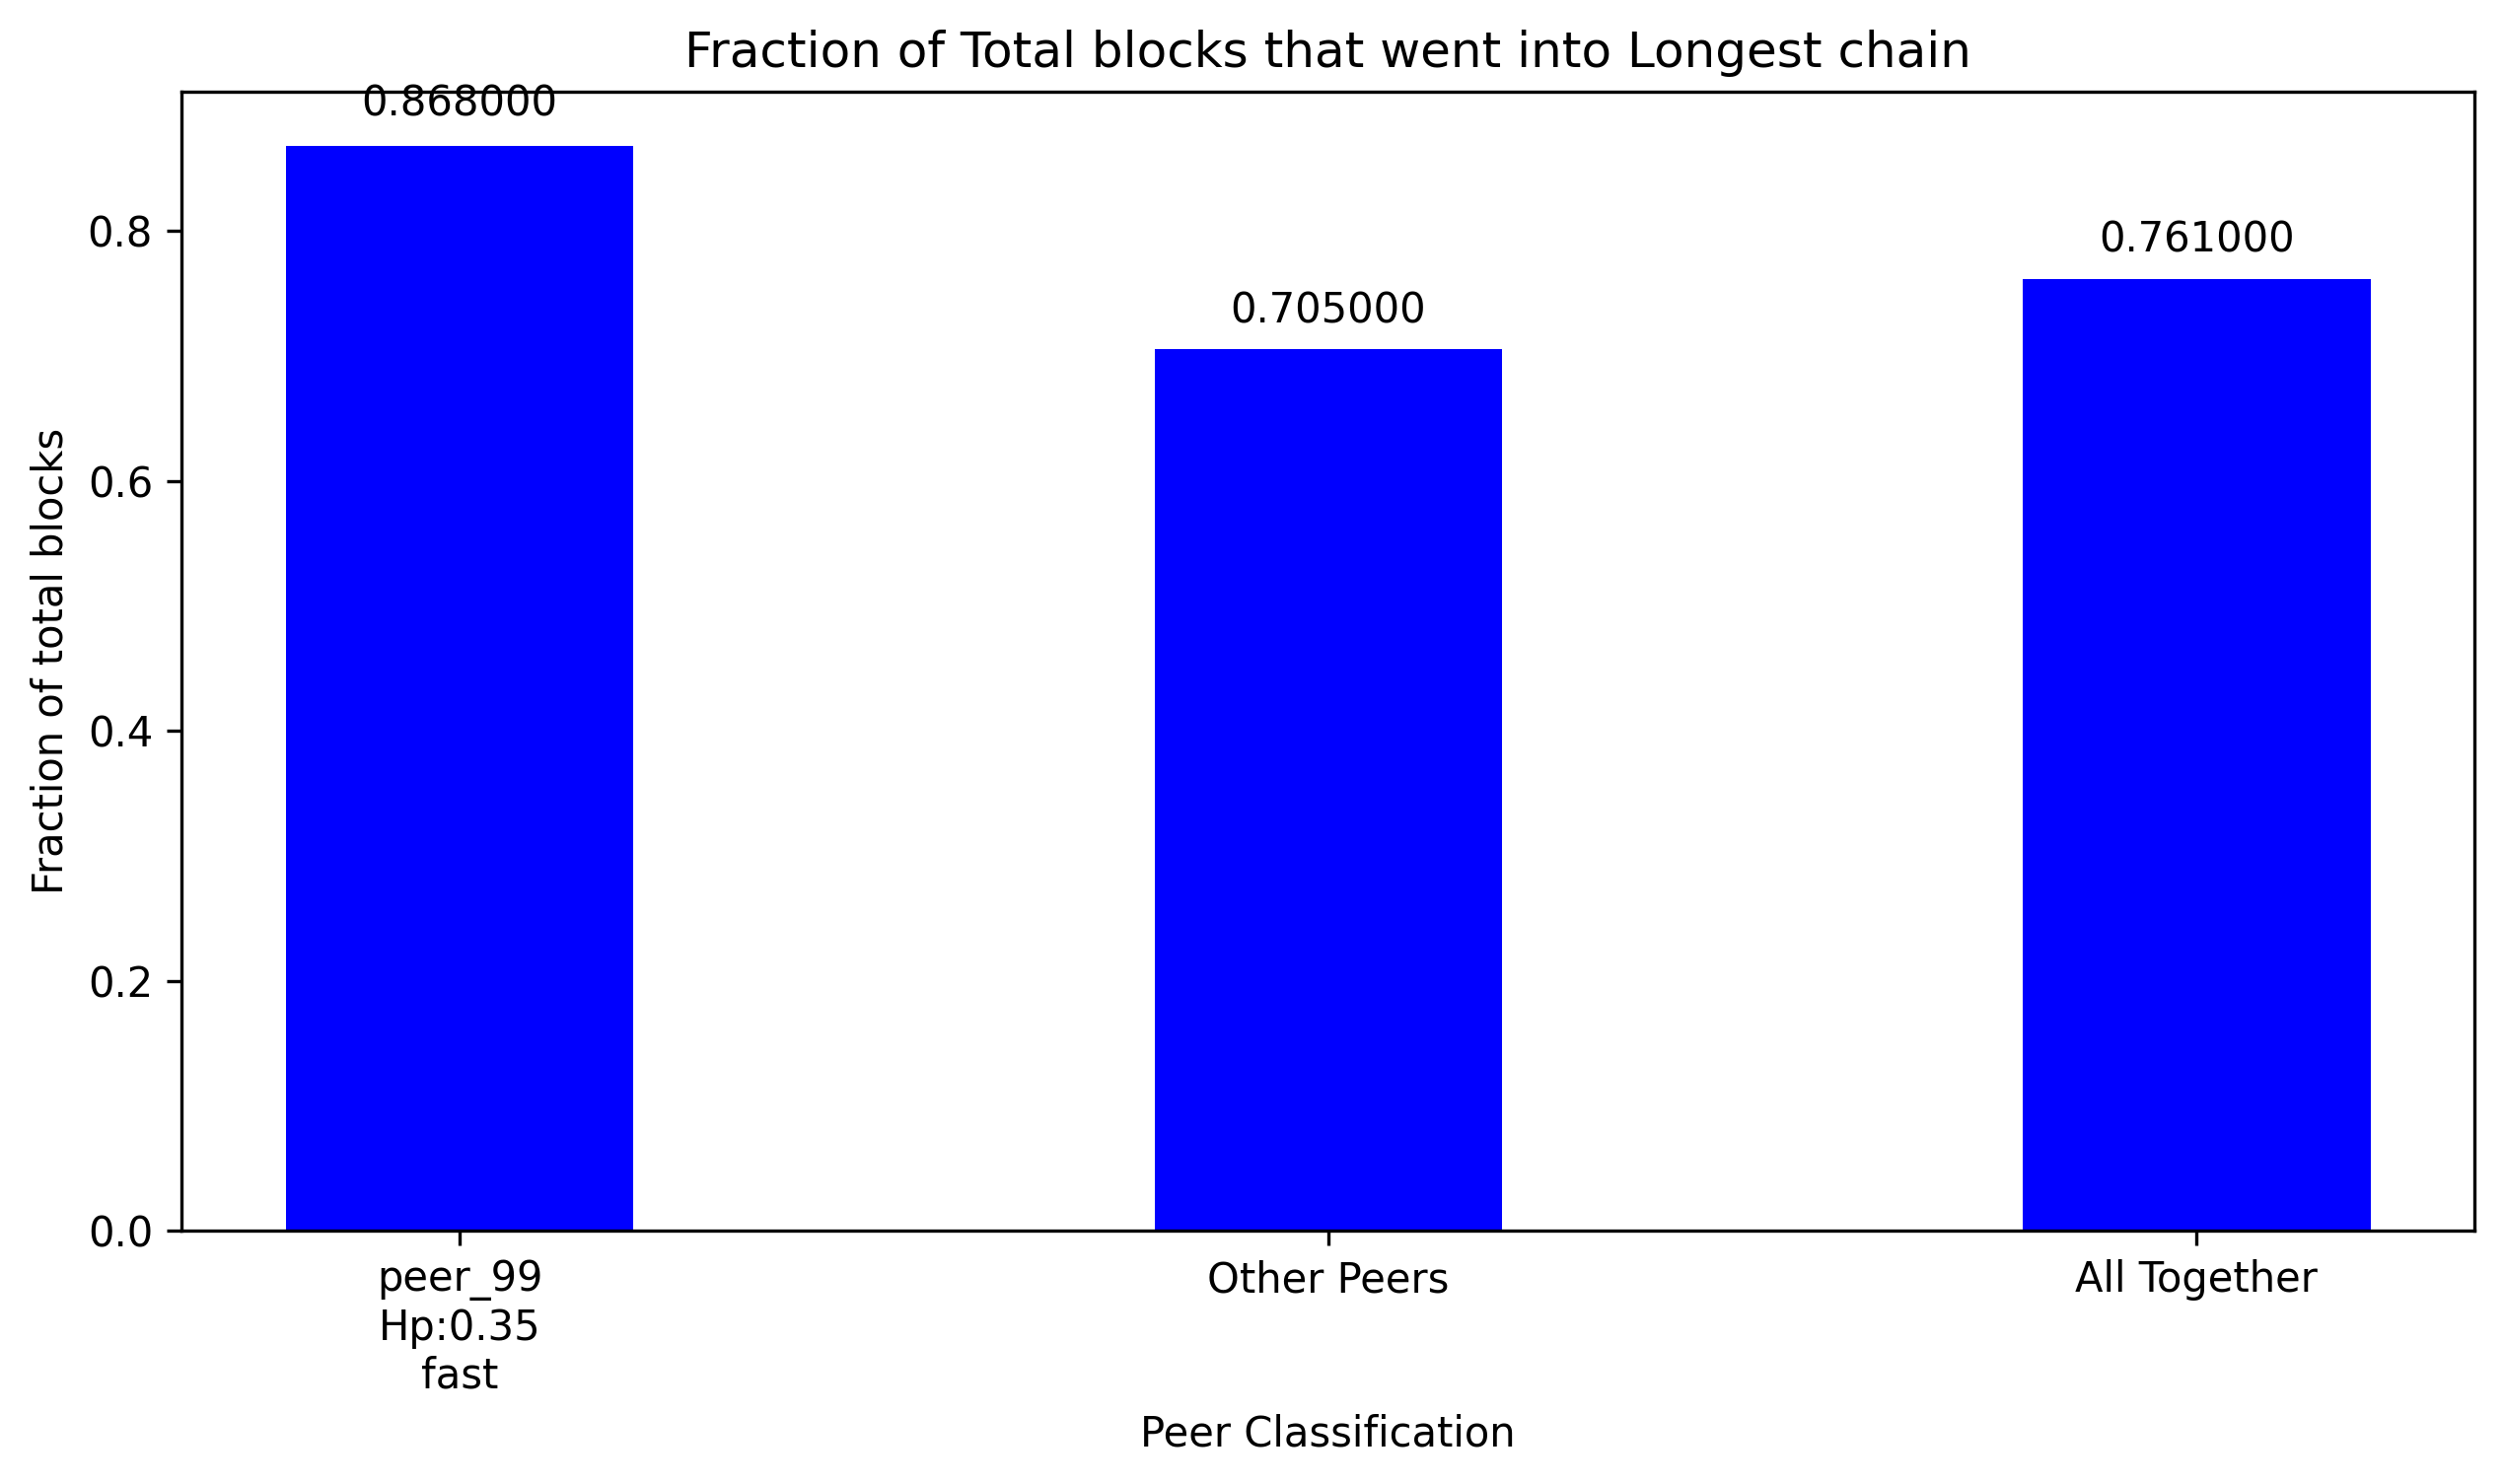 Fraction of Total blocks that went into Longest chain
0.868000
0.705000
0.761000
Fraction of total blocks
0.8
0.6
0.4
0.2
0.0
peer_99
Hp:0.35
fast
Other Peers
All Together
Peer Classification